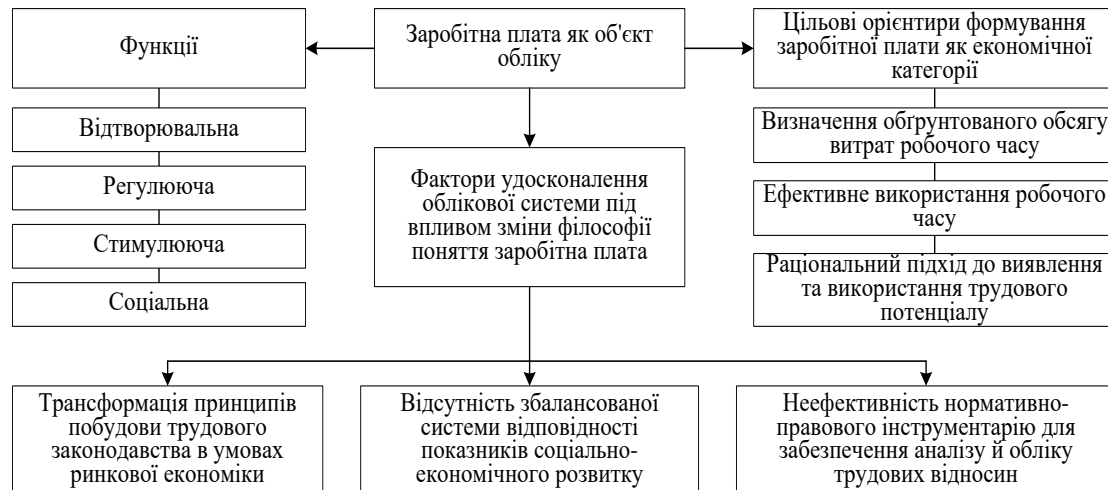 Функції
Заробітна плата як об'єкт
обліку
Цільові орієнтири формування
заробітної плати як економічної
категорії
Відтворювальна
Регулююча
Стимулююча
Соціальна
Фактори удосконалення
облікової системи під
впливом зміни філософії
поняття заробітна плата
Визначення обґрунтованого обсягу
витрат робочого часу
Ефективне використання робочого
часу
Раціональний підхід до виявлення
та використання трудового
потенціалу
Трансформація принципів
побудови трудового
законодавства в умовах
ринкової економіки
Відсутність збалансованої
системи відповідності
показників соціально-
економічного розвитку
Неефективність нормативно-
правового інструментарію для
забезпечення аналізу й обліку
трудових відносин